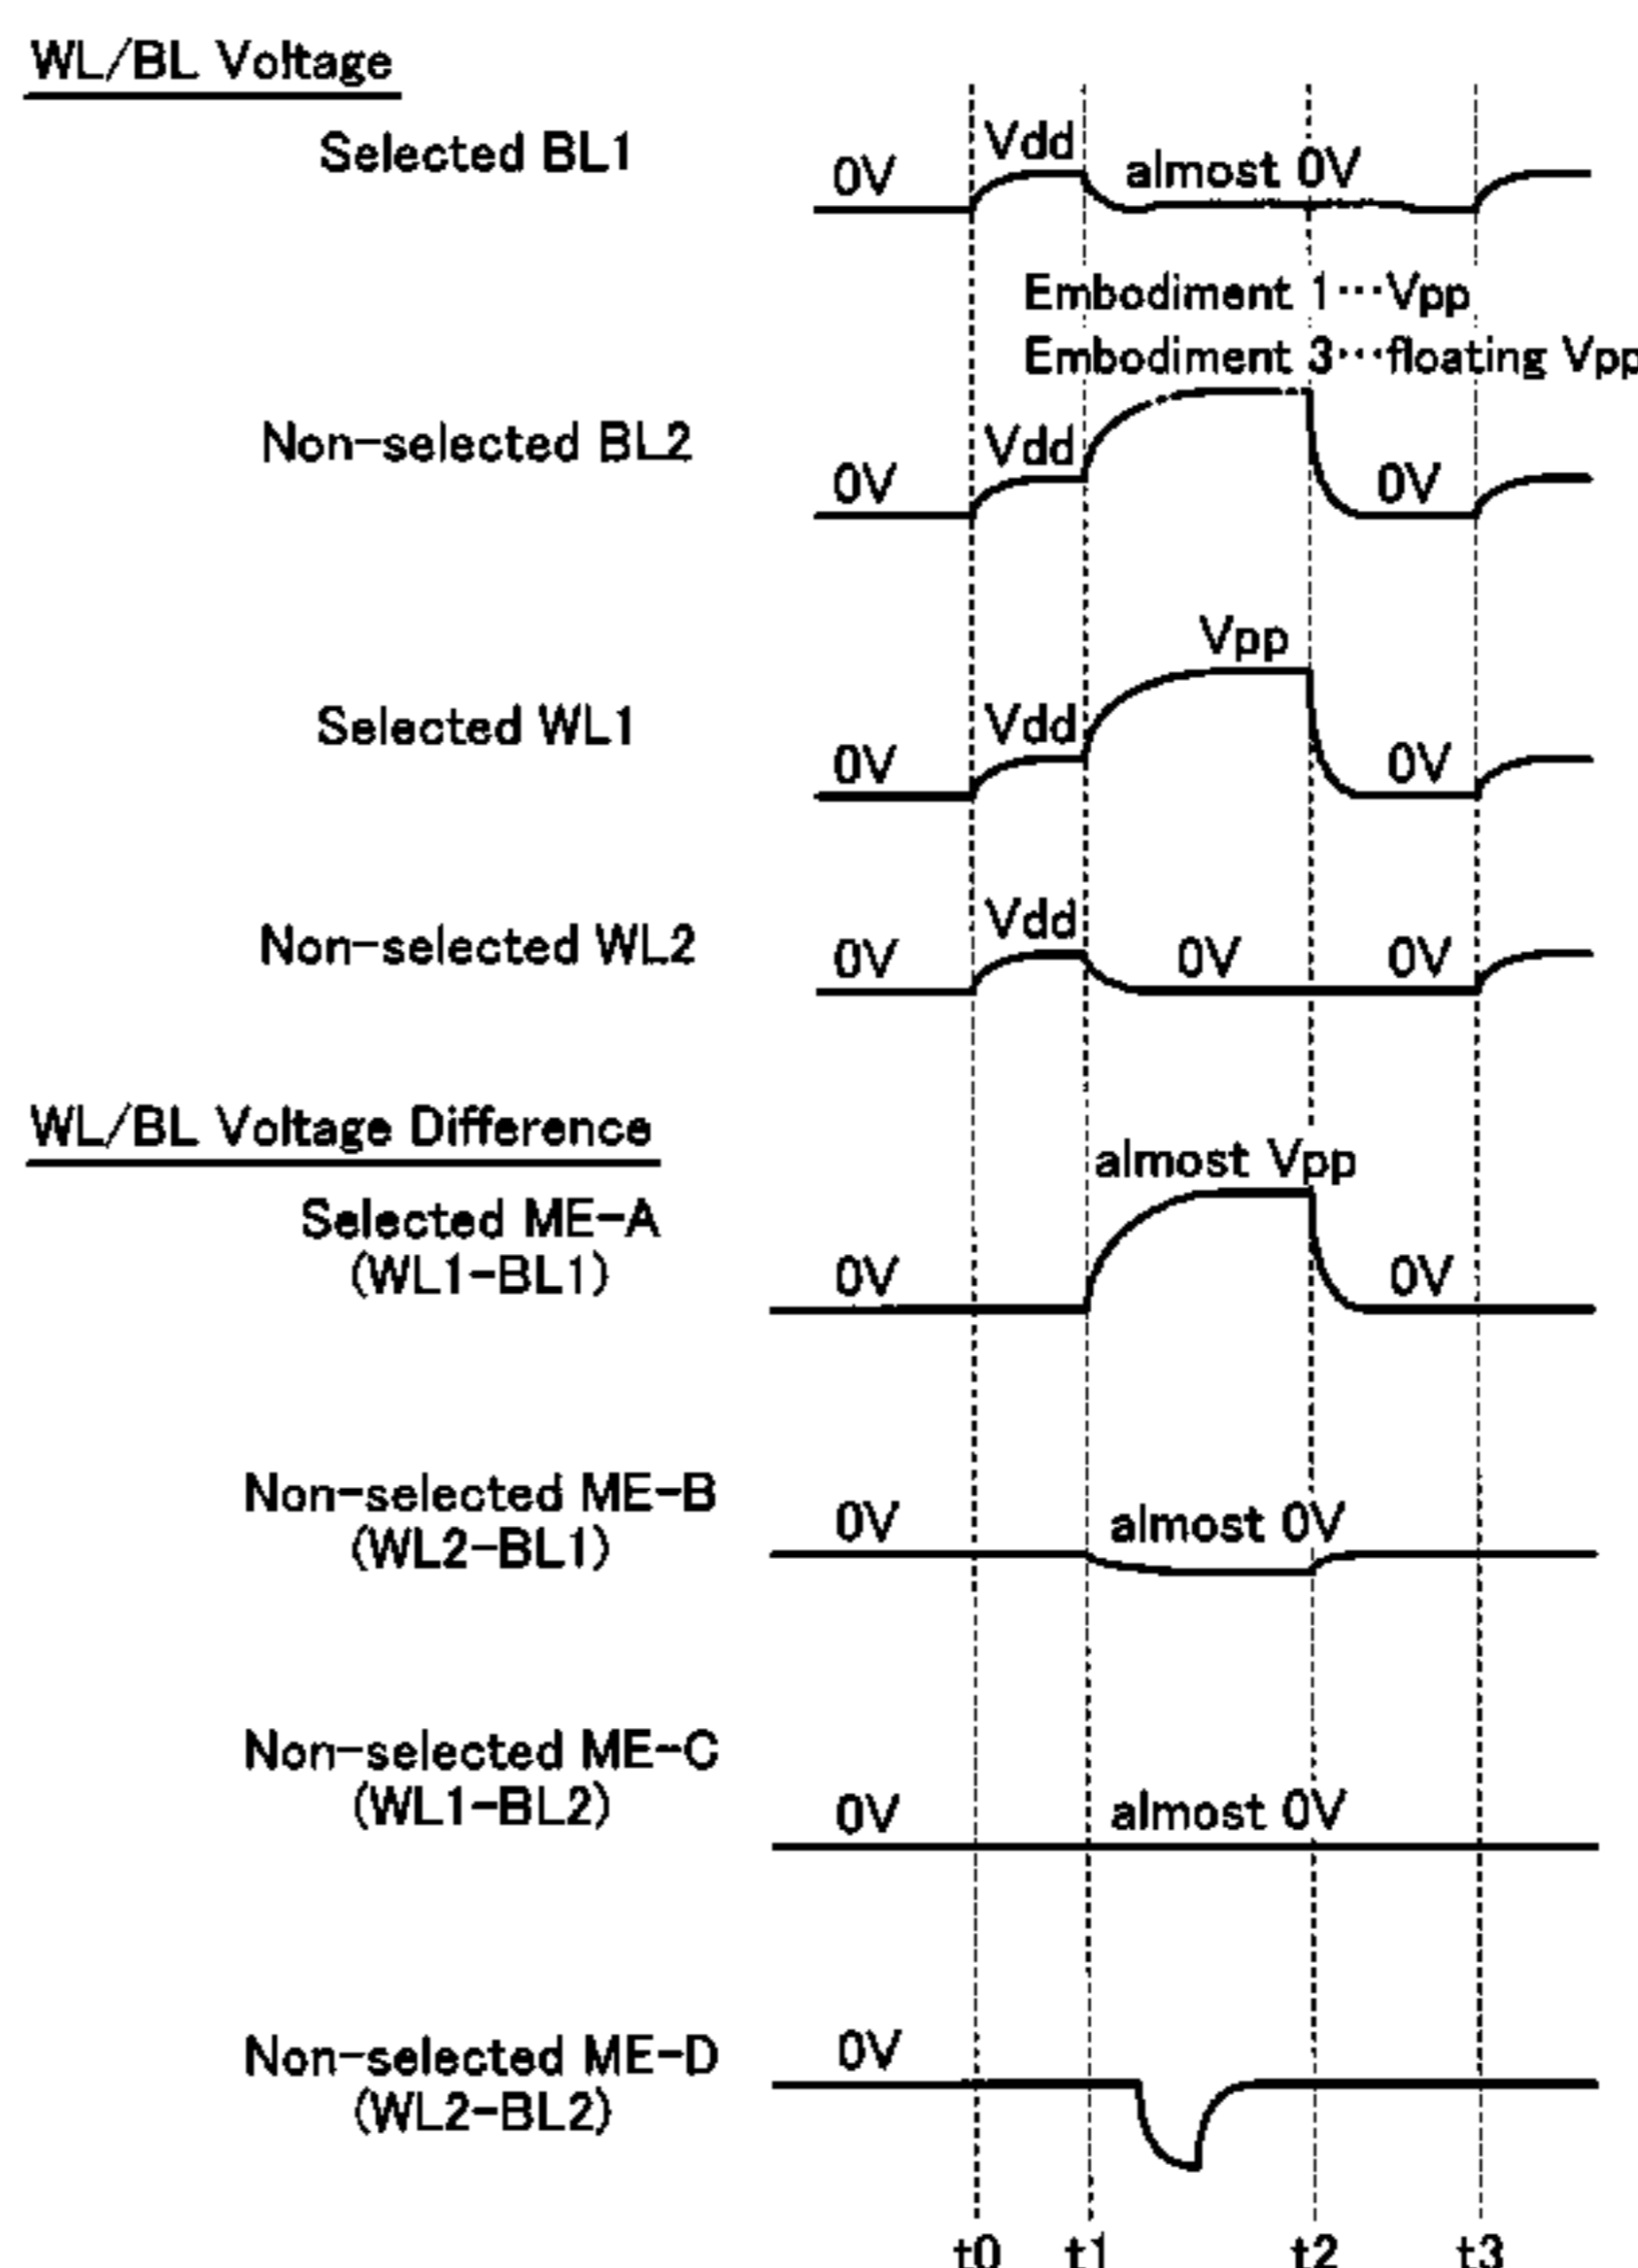 WL/BL Voltage
Selected BL1
0V
Vdd
almost 0V
Embodiment 1···Vpp
Embodiment 3···floating Vpp
Non-selected BL2
0V
Vdd
0V
Selected WL1
0V
Vdd
Vpp
0V
Non-selected WL2
0V
Vdd
0V
0V
WL/BL Voltage Difference
Selected ME-A
(WL1-BL1)
0V
almost Vpp
0V
Non-selected ME-B
(WL2-BL1)
0V
almost 0V
Non-selected ME-C
(WL1-BL2)
0V
almost 0V
Non-selected ME-D
(WL2-BL2)
0V
t0 t1 t2 t3